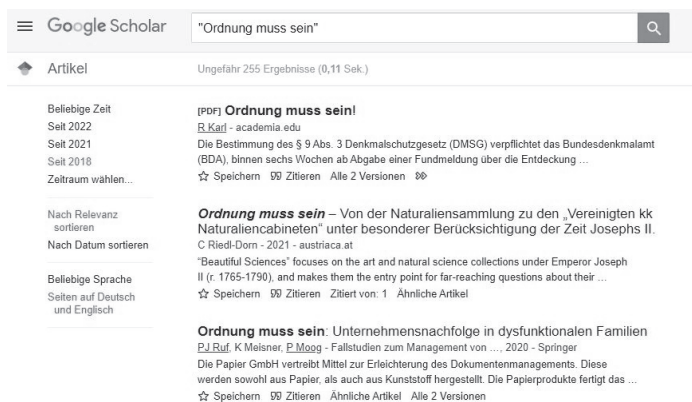 Google Scholar
"Ordnung muss sein"
Artikel
Ungefähr 255 Ergebnisse (0,11 Sek.)
Beliebige Zeit
Seit 2022
Seit 2021
Seit 2018
Zeitraum wählen...
Nach Relevanz
sortieren
Nach Datum sortieren
Beliebige Sprache
Seiten auf Deutsch
und Englisch
[PDF] Ordnung muss sein!
R Karl - academia.edu
Die Bestimmung des § 9 Abs. 3 Denkmalschutzgesetz (DMSG) verpflichtet das Bundesdenkmalamt
(BDA), binnen sechs Wochen ab Abgabe einer Fundmeldung über die Entdeckung ...
Speichern Zitieren Alle 2 Versionen
Ordnung muss sein – Von der Naturaliensammlung zu den „Vereinigten kk
Naturaliencabineten“ unter besonderer Berücksichtigung der Zeit Josephs II.
C Riedl-Dorn - 2021 - austriaca.at
“Beautiful Sciences” focuses on the art and natural science collections under Emperor Joseph
II (r. 1765-1790), and makes them the entry point for far-reaching questions about their ...
Speichern Zitieren Zitiert von: 1 Ähnliche Artikel
Ordnung muss sein: Unternehmensnachfolge in dysfunktionalen Familien
PJ Ruf, K Meisner, P Moog - Fallstudien zum Management von ..., 2020 - Springer
Die Papier GmbH vertreibt Mittel zur Erleichterung des Dokumentenmanagements. Diese
werden sowohl aus Papier, als auch aus Kunststoff hergestellt. Die Papierprodukte fertigt das ...
Speichern Zitieren Ähnliche Artikel Alle 2 Versionen